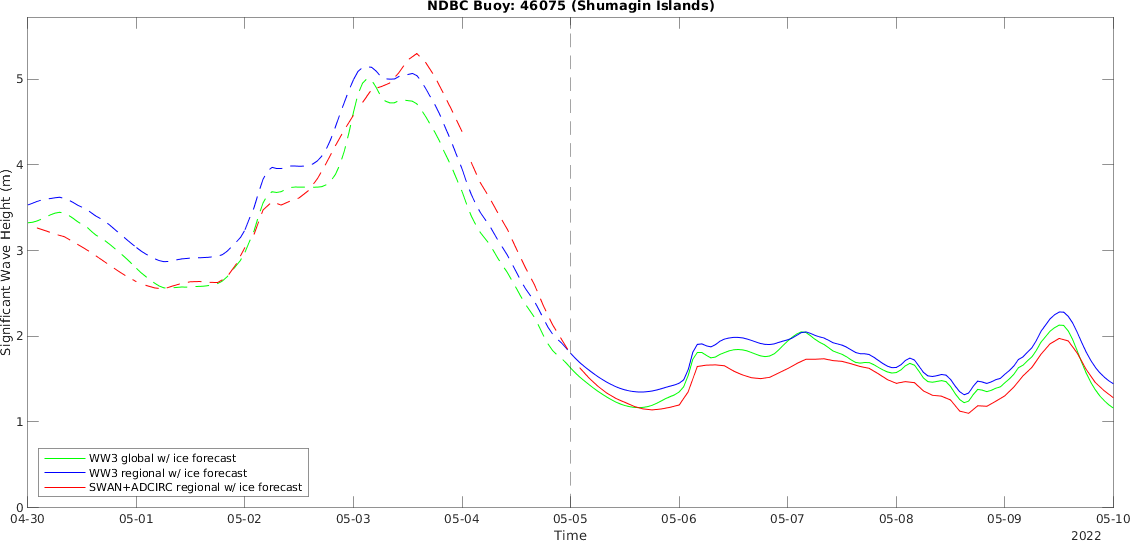 NDBC Buoy: 46075 (Shumagin Islands)
Significant Wave Height (m)
5
4
3
2
1
0
WW3 global w/ ice forecast
WW3 regional w/ ice forecast
SWAN+ADCIRC regional w/ ice forecast
04-30 05-01 05-02 05-03 05-04 05-05 05-06 05-07 05-08 05-09 05-10
Time
2022